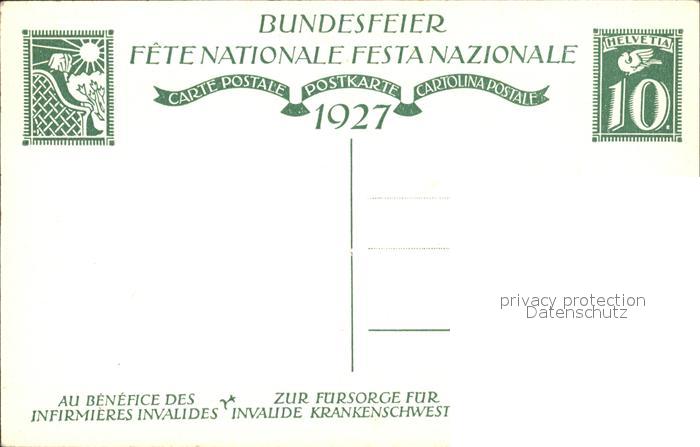 BUNDESFEIER
FÊTE NATIONALE FESTA NAZIONALE
CARTE POSTALE POSTKARTE CARTOLINA POSTALE
1927
HELVETIA
10
privacy protection
Datenschutz
AU BÉNÉFICE DES
INFIRMIÈRES INVALIDES
ZUR FÜRSORGE FÜR
INVALIDE KRANKENSCHWEST